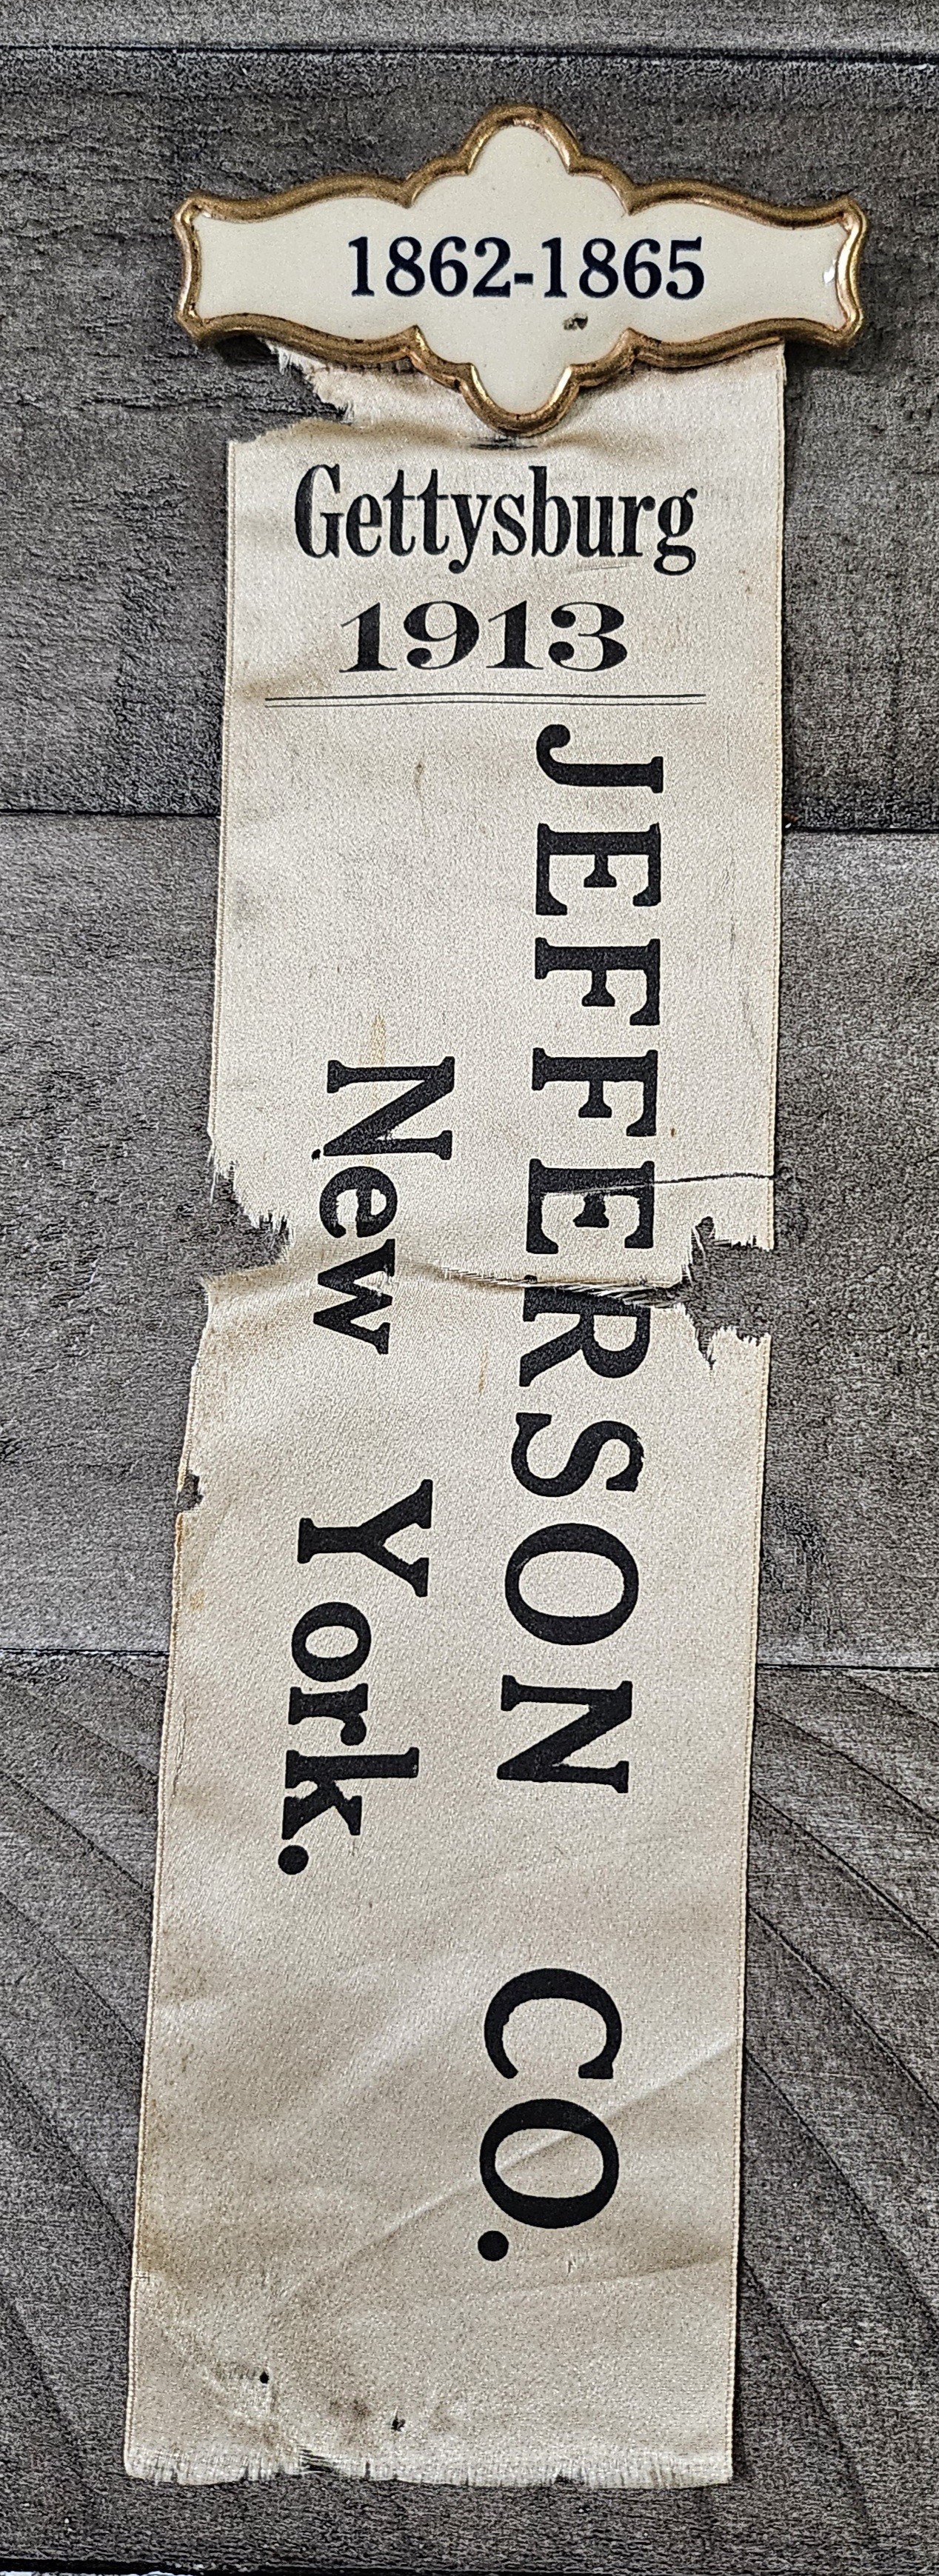 1862-1865
Gettysburg
1913
JEFFERSON CO.
New York.